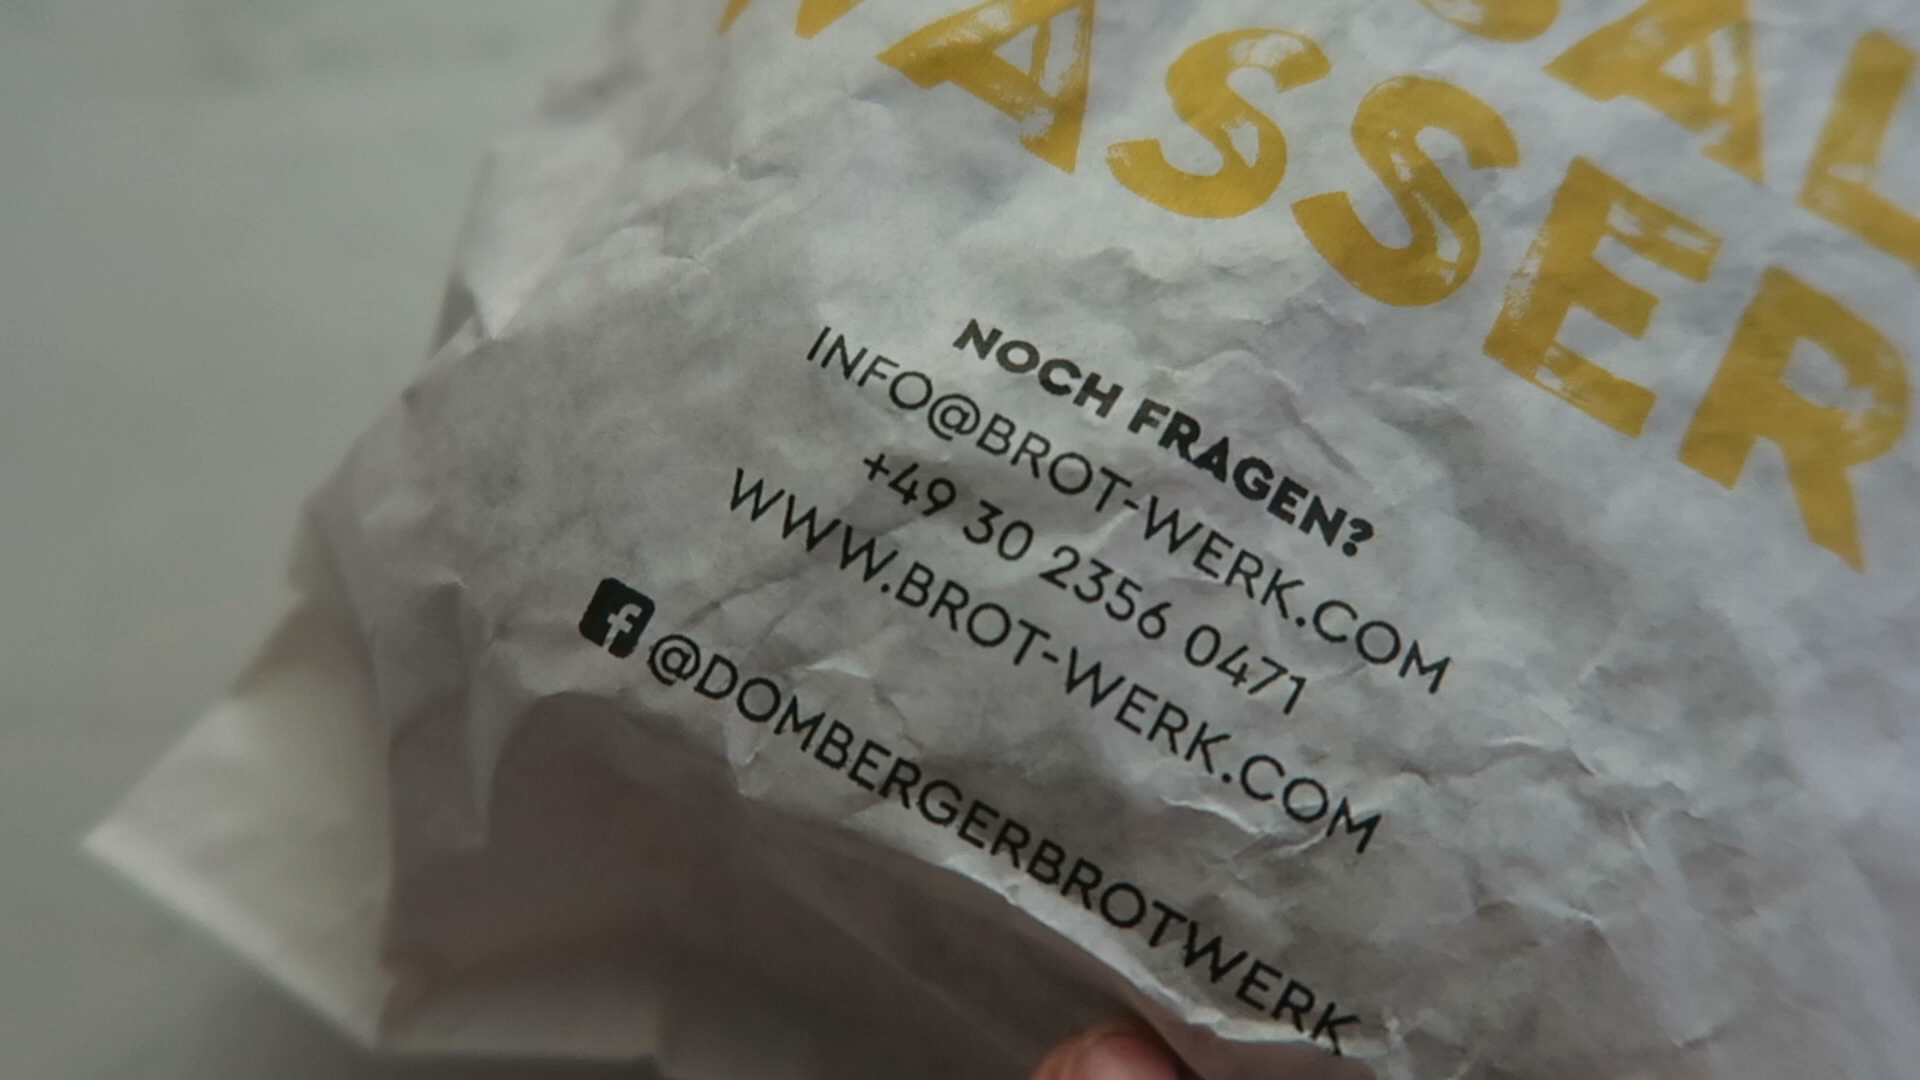 WASSER
NOCH FRAGEN?
INFO@BROT-WERK.COM
+49 30 2356 0471
WWW.BROT-WERK.COM
@DOMBERGERBROTWERK